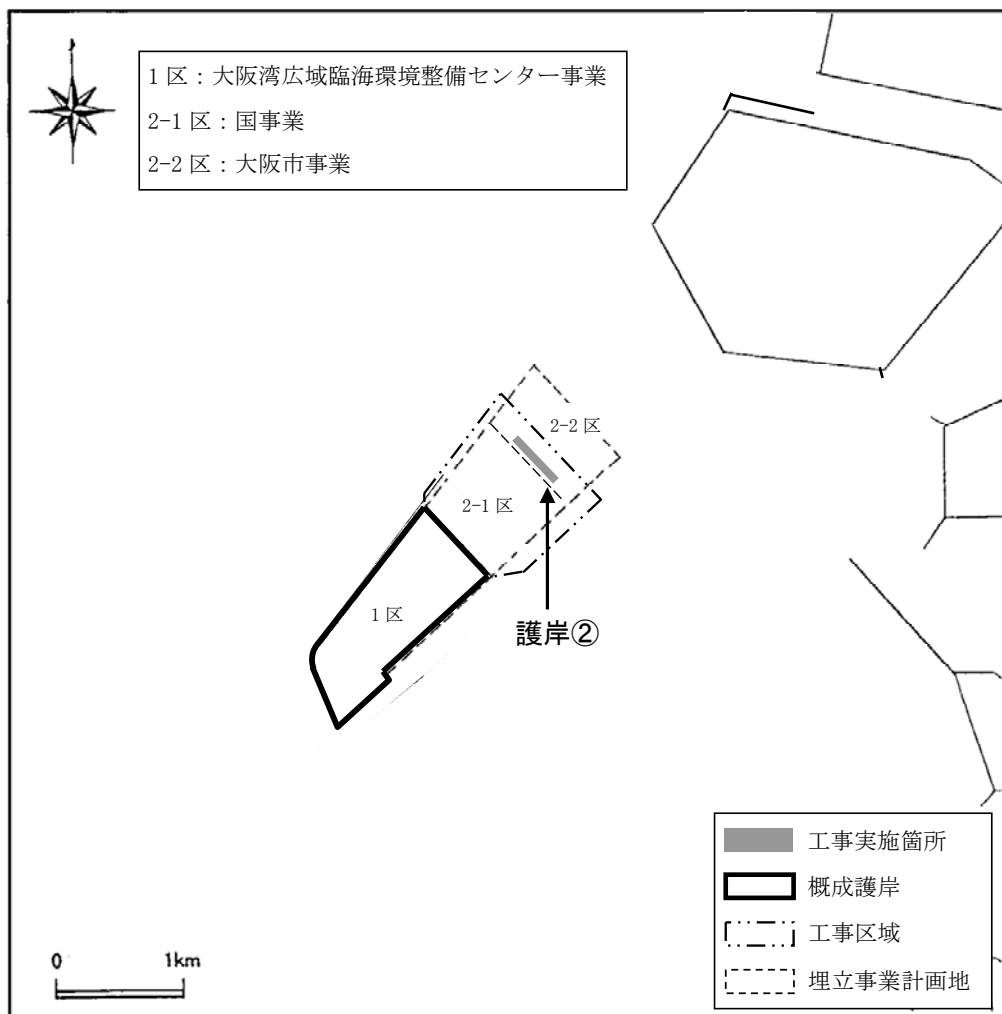 1 区：大阪湾広域臨海環境整備センター事業
2-1 区：国事業
2-2 区：大阪市事業
2-2 区
2-1 区
1 区
護岸②
工事実施箇所
概成護岸
工事区域
埋立事業計画地
0 1km